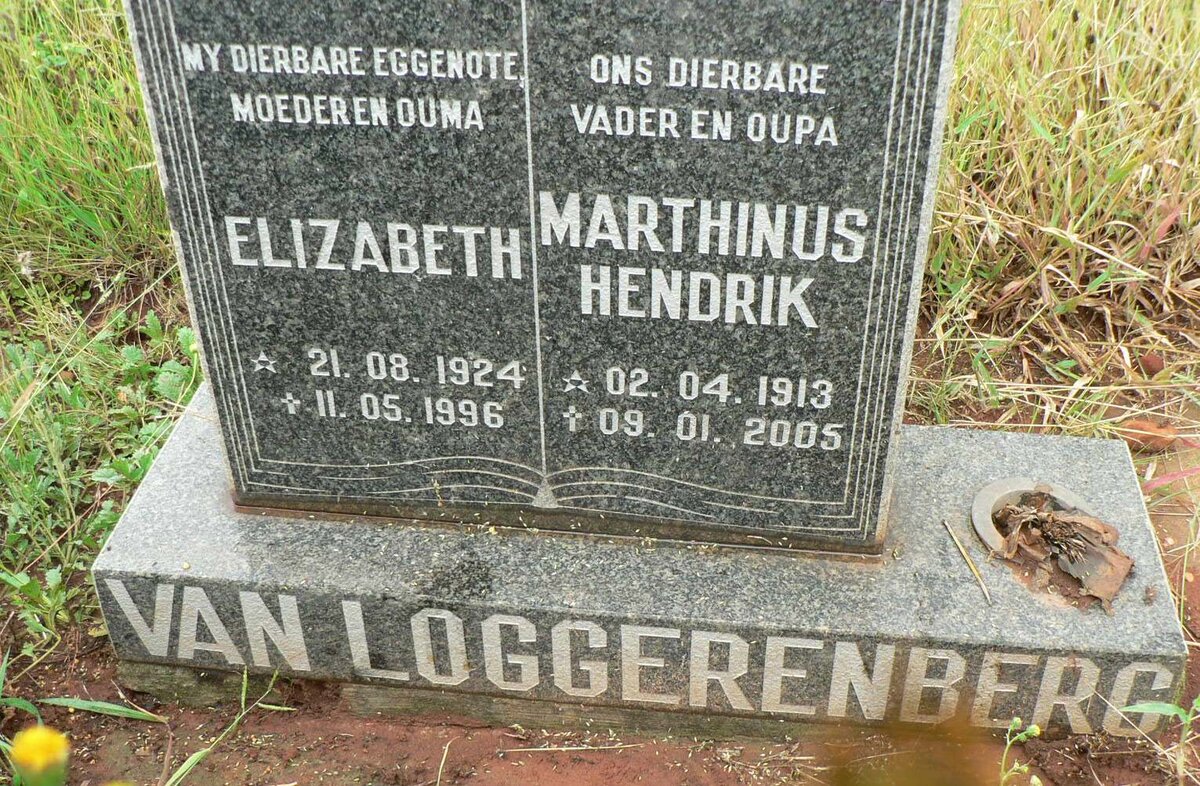 MY DIERBARE EGGENOTE,
MOEDER EN OUMA
ELIZABETH
21. 08. 1924
11. 05. 1996
ONS DIERBARE
VADER EN OUPA
MARTHINUS
HENDRIK
02. 04. 1913
09. 01. 2005
VAN LOGGERENBERG